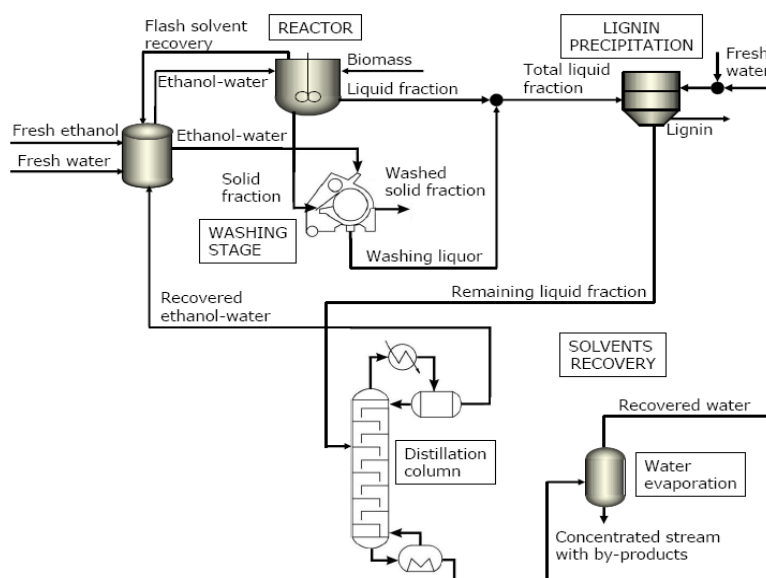 Flash solvent
recovery
REACTOR
LIGNIN
PRECIPITATION
Biomass
Fresh
water
Ethanol-water
Liquid fraction
Total liquid
fraction
Fresh ethanol
Ethanol-water
Lignin
Fresh water
Solid
fraction
Washed
solid fraction
WASHING
STAGE
Washing liquor
Recovered
ethanol-water
Remaining liquid fraction
SOLVENTS
RECOVERY
Recovered water
Distillation
column
Water
evaporation
Concentrated stream
with by-products